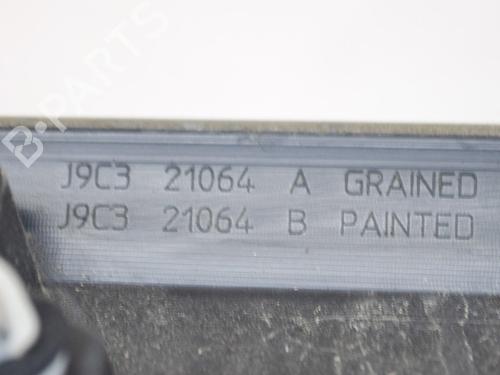 B-PARTS
J9C3 21064 A GRAINED
J9C3 21064 B PAINTED